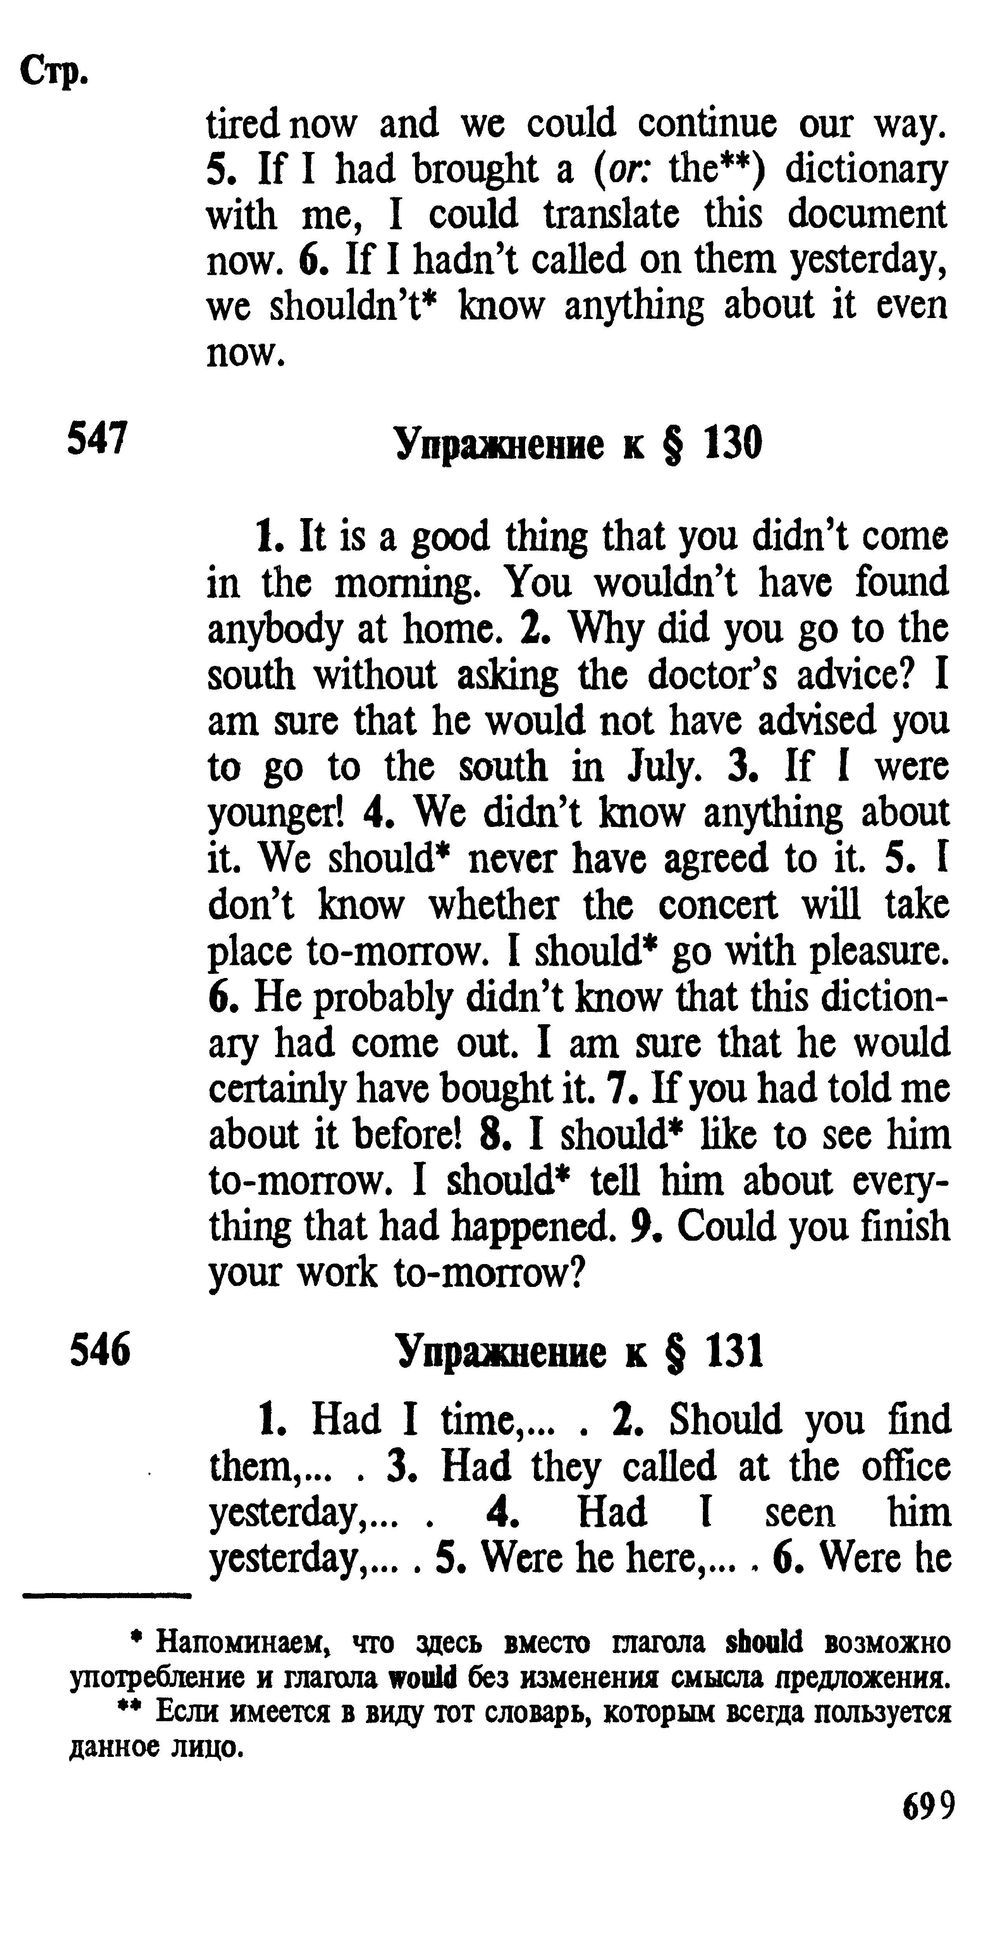 Стр.
tired now and we could continue our way.
5. If I had brought a (or: the**) dictionary
with me, I could translate this document
now. 6. If I hadn't called on them yesterday,
we shouldn't* know anything about it even
now.
547 Упражнение к § 130
1. It is a good thing that you didn't come
in the morning. You wouldn't have found
anybody at home. 2. Why did you go to the
south without asking the doctor's advice? I
am sure that he would not have advised you
to go to the south in July. 3. If I were
younger! 4. We didn't know anything about
it. We should* never have agreed to it. 5. I
don't know whether the concert will take
place to-morrow. I should* go with pleasure.
6. He probably didn't know that this diction-
ary had come out. I am sure that he would
certainly have bought it. 7. If you had told me
about it before! 8. I should* like to see him
to-morrow. I should* tell him about every-
thing that had happened. 9. Could you finish
your work to-morrow?
546 Упражнение к § 131
1. Had I time,... . 2. Should you find
them,... . 3. Had they called at the office
yesterday,... . 4. Had I seen him
yesterday,... . 5. Were he here,... . 6. Were he
* Напоминаем, что здесь вместо глагола should возможно
употребление и глагола would без изменения смысла предложения.
** Если имеется в виду тот словарь, которым всегда пользуется
данное лицо.
699